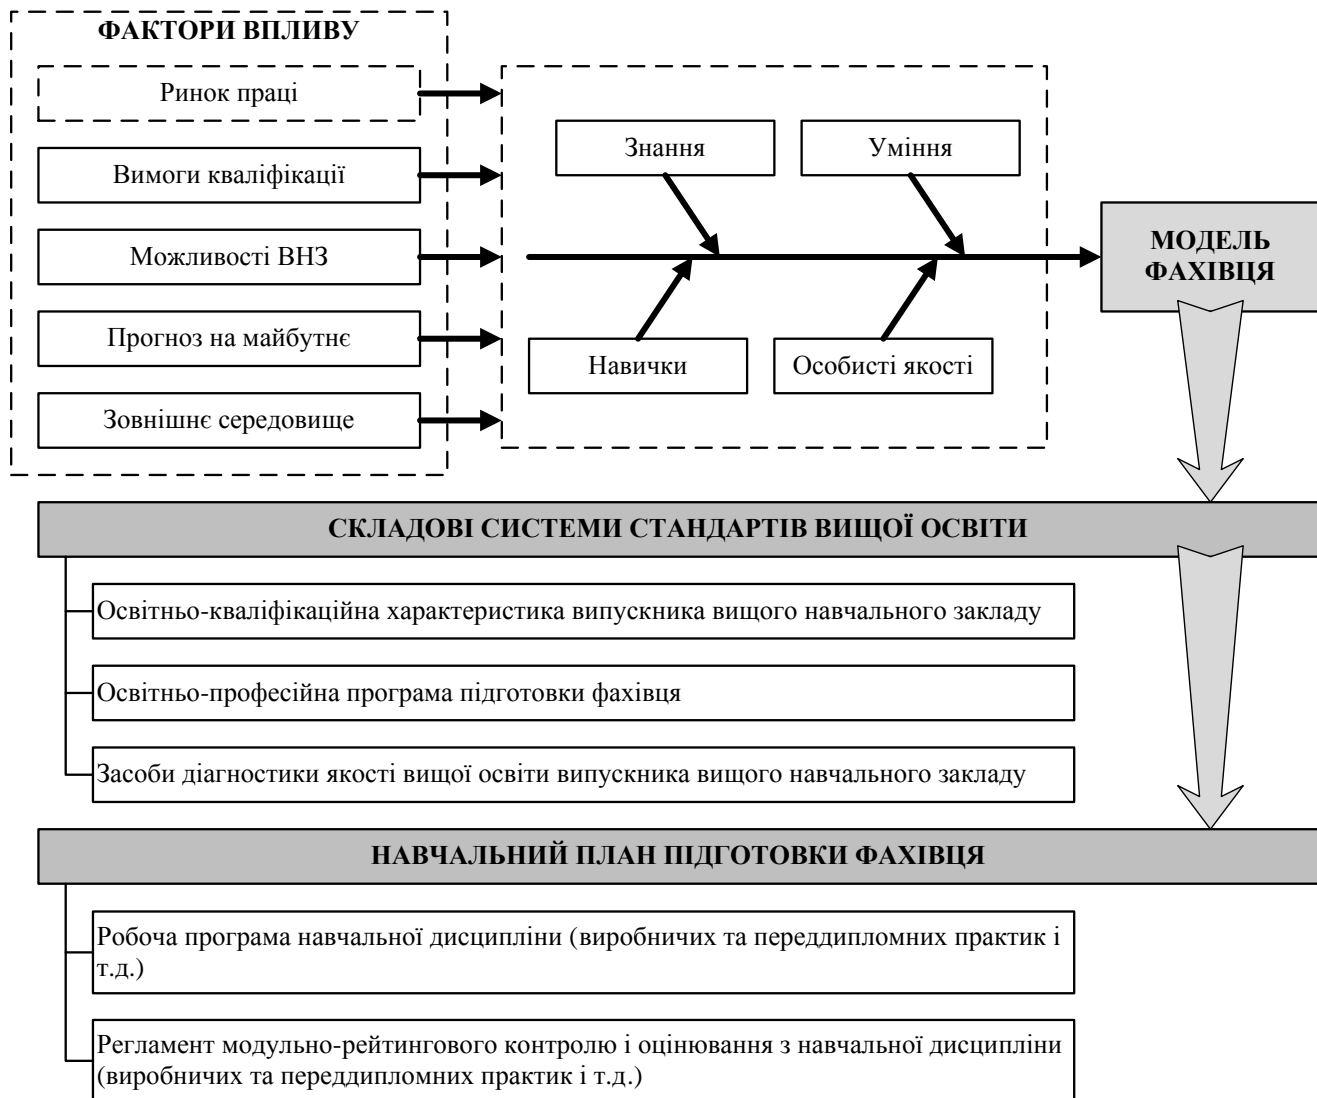 ФАКТОРИ ВПЛИВУ
Ринок праці
Вимоги кваліфікації
Можливості ВНЗ
Прогноз на майбутнє
Зовнішнє середовище
Знання
Уміння
Навички
Особисті якості
МОДЕЛЬ
ФАХІВЦЯ
СКЛАДОВІ СИСТЕМИ СТАНДАРТІВ ВИЩОЇ ОСВІТИ
Освітньо-кваліфікаційна характеристика випускника вищого навчального закладу
Освітньо-професійна програма підготовки фахівця
Засоби діагностики якості вищої освіти випускника вищого навчального закладу
НАВЧАЛЬНИЙ ПЛАН ПІДГОТОВКИ ФАХІВЦЯ
Робоча програма навчальної дисципліни (виробничих та переддипломних практик і
т.д.)
Регламент модульно-рейтингового контролю і оцінювання з навчальної дисципліни
(виробничих та переддипломних практик і т.д.)